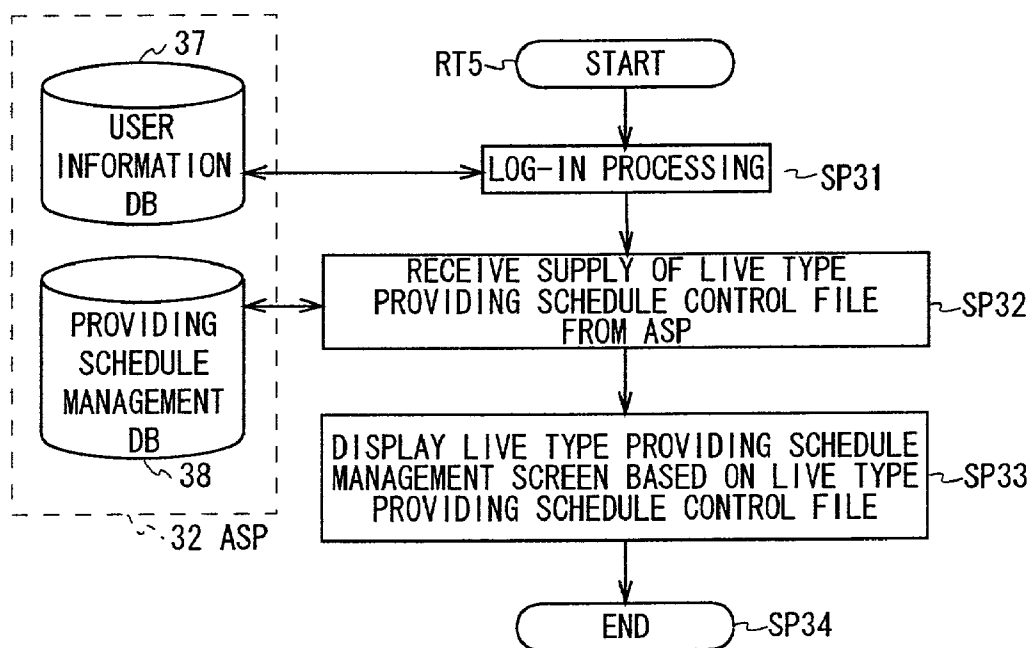 37
USER
INFORMATION
DB
PROVIDING
SCHEDULE
MANAGEMENT
DB
38
32 ASP
RT5
START
LOG-IN PROCESSING
SP31
RECEIVE SUPPLY OF LIVE TYPE
PROVIDING SCHEDULE CONTROL FILE
FROM ASP
SP32
DISPLAY LIVE TYPE PROVIDING SCHEDULE
MANAGEMENT SCREEN BASED ON LIVE TYPE
PROVIDING SCHEDULE CONTROL FILE
SP33
END
SP34